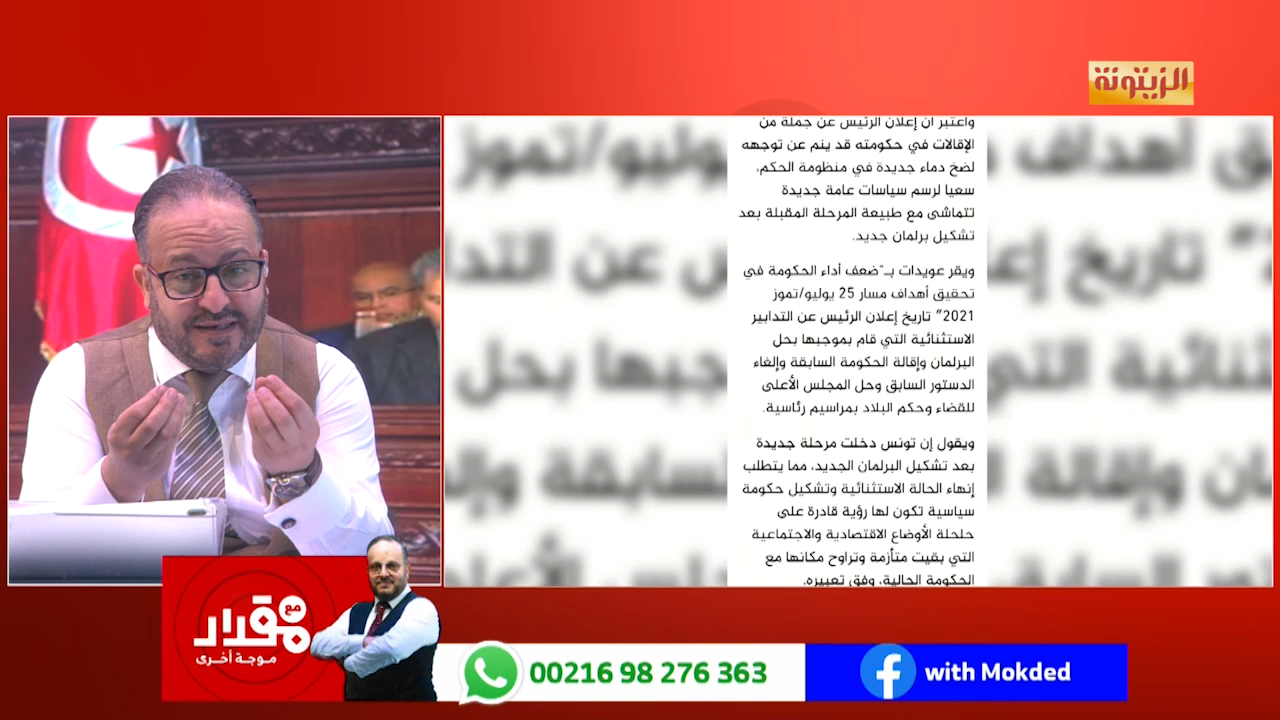 الزيتونة
واعتبر أن إعلان الرئيس عن جملة من
الإقالات في حكومته قد ينم عن توجهه
لضخ دماء جديدة في منظومة الحكم،
سعيا لرسم سياسات عامة جديدة
تتماشى مع طبيعة المرحلة المقبلة بعد
تشكيل برلمان جديد.
ويقر عويدات بـ"ضعف أداء الحكومة في
تحقيق أهداف مسار 25 يوليو/تموز
2021" تاريخ إعلان الرئيس عن التدابير
الاستثنائية التي قام بموجبها بحل
البرلمان وإقالة الحكومة السابقة وإلغاء
الدستور السابق وحل المجلس الأعلى
للقضاء وحكم البلاد بمراسيم رئاسية.
ويقول إن تونس دخلت مرحلة جديدة
بعد تشكيل البرلمان الجديد، مما يتطلب
إنهاء الحالة الاستثنائية وتشكيل حكومة
سياسية تكون لها رؤية قادرة على
حلحلة الأوضاع الاقتصادية والاجتماعية
التي بقيت متأزمة وتراوح مكانها مع
الحكومة الحالية، وفق تعبيره.
مع
مقداد
موجة أخرى
00216 98 276 363
with Mokded